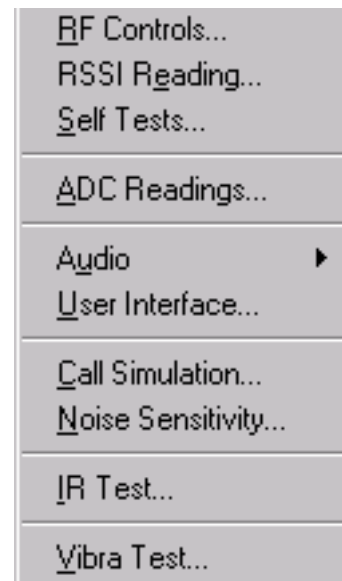 RF Controls...
RSSI Reading...
Self Tests...
ADC Readings...
Audio
User Interface...
Call Simulation...
Noise Sensitivity...
IR Test...
Vibra Test...